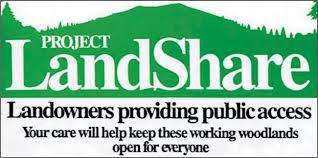 PROJECT
LandShare
Landowners providing public access
Your care will help keep these working woodlands
open for everyone